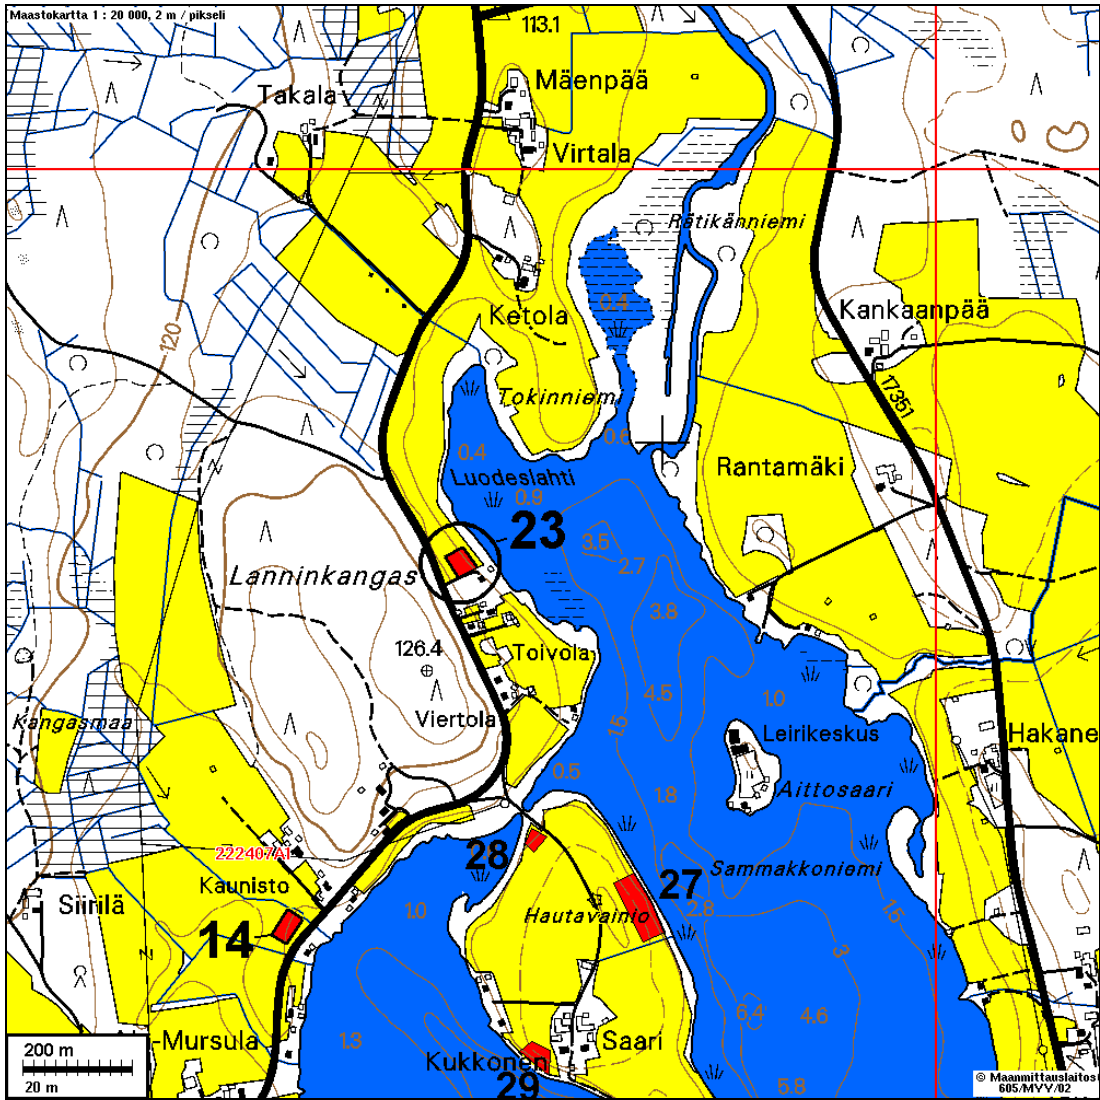 Maastokartta 1 : 20 000, 2 m / pikseli
113.1
Mäenpää
Takala
Virtala
Rätikänniemi
0.4
Ketola
Kankaanpää
120
Tokinniemi
17351
0.6
0.4
Luodeslahti
Rantamäki
0.9
23
3.5
2.7
Lanninkangas
3.8
126.4
Toivola
4.5
1.0
Viertola
1.5
Kangasmaa
Leirikeskus
Hakane
0.5
Aittosaari
1.8
222407A1
28
Sammakkoniemi
Kaunisto
27
Siirilä
1.0
Hautavainio
2.8
1.5
14
3
6.4
4.6
-Mursula
1.3
Saari
200 m
Kukkonen
20 m
29
5.8
© Maanmittauslaitos
605/MYY/02